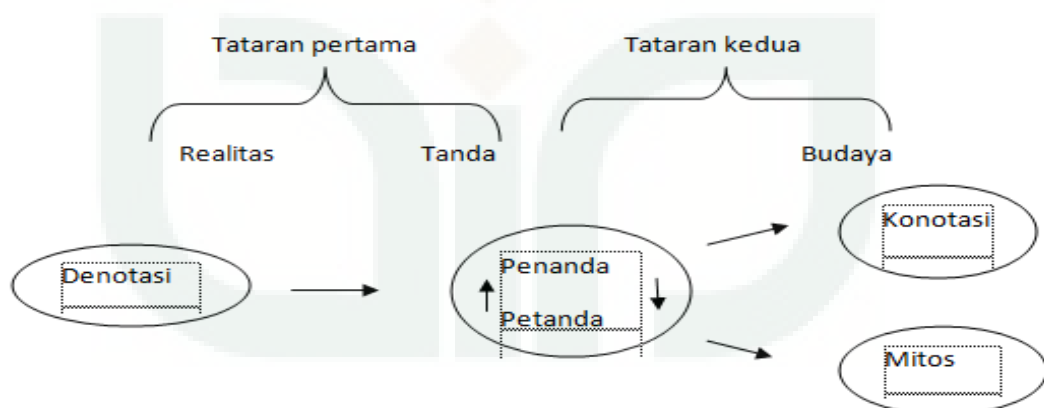 Tataran pertama
Tataran kedua
Realitas
Tanda
Budaya
Denotasi
Penanda
Petanda
Konotasi
Mitos